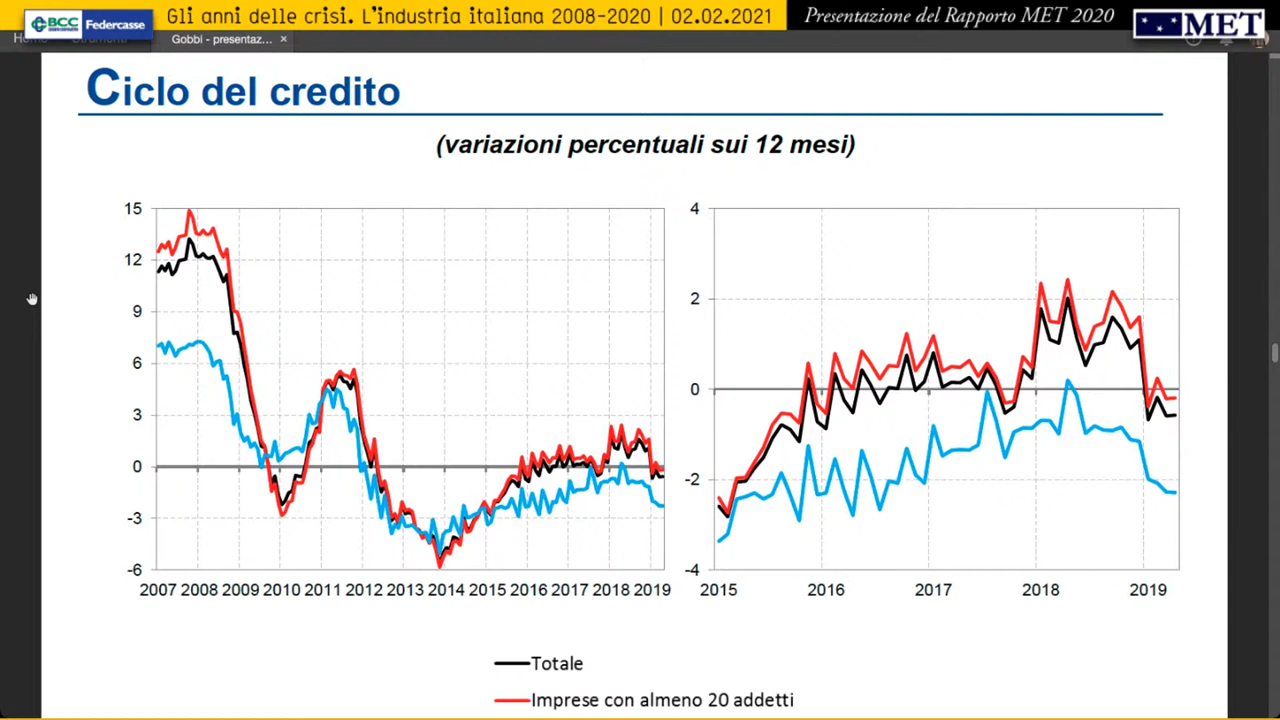 BCC Federcasse
Gli anni delle crisi. L'industria italiana 2008-2020 | 02.02.2021
Presentazione del Rapporto MET 2020
MET
Home Strumenti Gobbi - presentaz... ×
Ciclo del credito
(variazioni percentuali sui 12 mesi)
15
12
9
6
3
0
-3
-6
2007 2008 2009 2010 2011 2012 2013 2014 2015 2016 2017 2018 2019
4
2
0
-2
-4
2015 2016 2017 2018 2019
Totale
Imprese con almeno 20 addetti